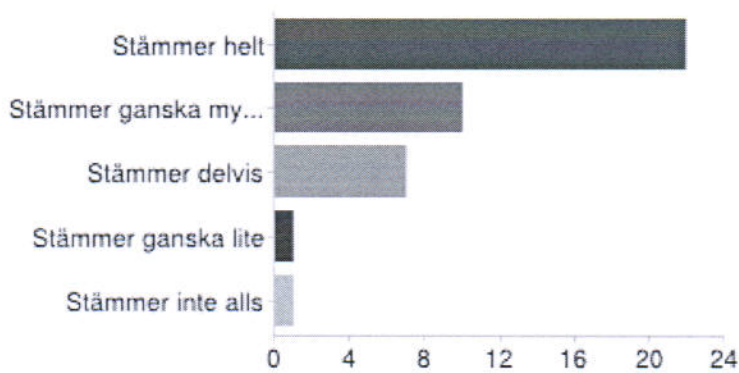 Stämmer helt
Stämmer ganska my...
Stämmer delvis
Stämmer ganska lite
Stämmer inte alls
0 4 8 12 16 20 24